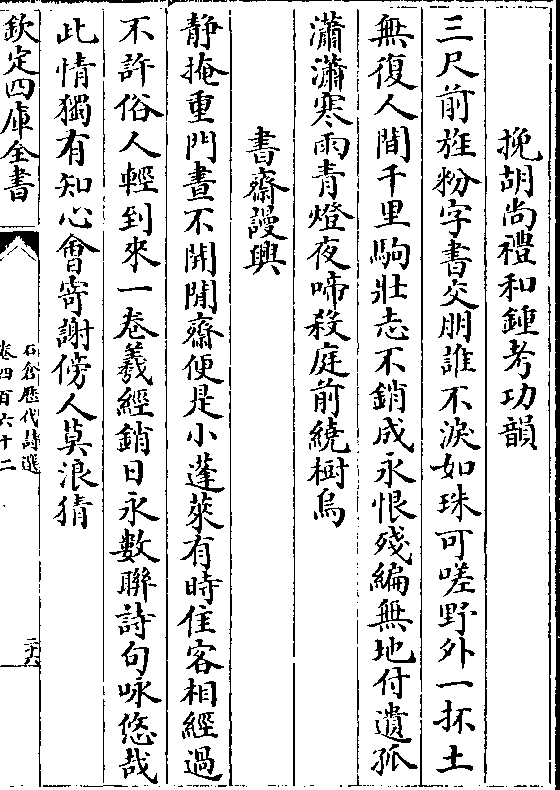 挽胡尚禮和鍾考功韻
三尺前旌粉字書交朋誰不淚如珠可嗟野外一抔土
無復人間千里駒壯志不銷成永恨殘編無地付遺孤
瀟瀟寒雨青燈夜啼殺庭前繞樹烏
書齋謾興
静掩重門晝不開閒齋便是小蓬萊有時佳客相經過
不許俗人輕到來一卷羲經銷日永數聯詩句咏悠哉
此情獨有知心會寄謝傍人莫浪猜
欽定四庫全書
石倉歷代詩選
卷四百六十二
二六